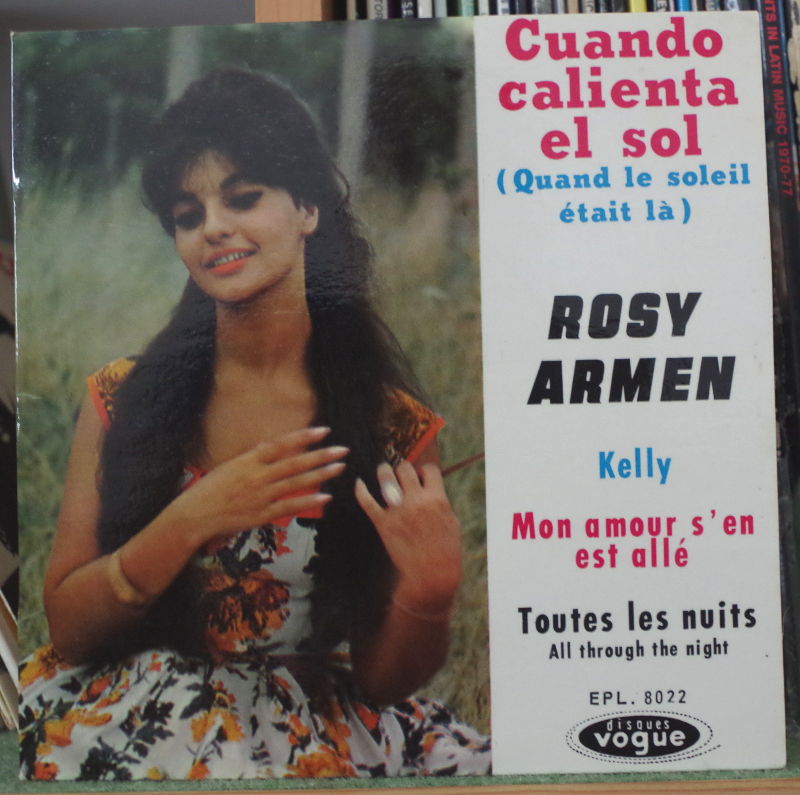 Cuando
calienta
el sol
(Quand le soleil
était là)
ROSY
ARMEN
Kelly
Mon amour s'en
est allé
Toutes les nuits
All through the night
EPL. 8022
disques
vogue
IN LATIN MUSIC 1970-77